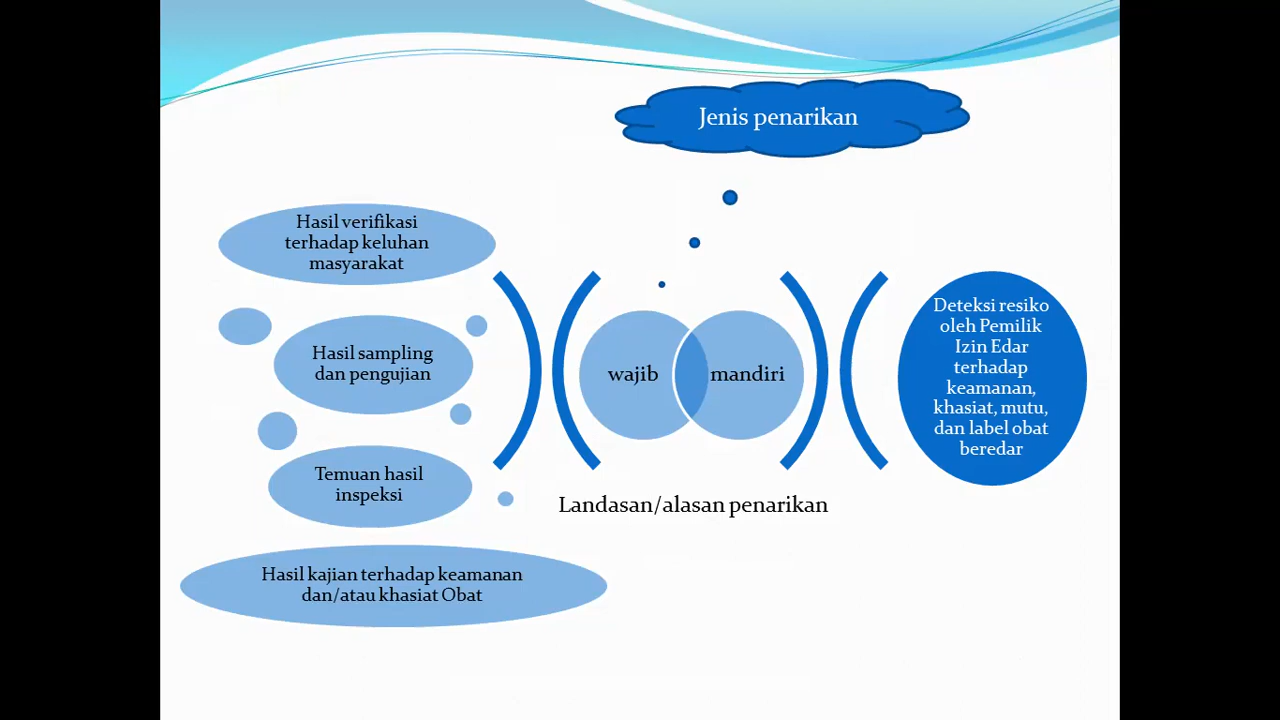 Jenis penarikan
Hasil verifikasi
terhadap keluhan
masyarakat
Hasil sampling
dan pengujian
Temuan hasil
inspeksi
Hasil kajian terhadap keamanan
dan/atau khasiat Obat
wajib
mandiri
Landasan/alasan penarikan
Deteksi resiko
oleh Pemilik
Izin Edar
terhadap
keamanan,
khasiat, mutu,
dan label obat
beredar